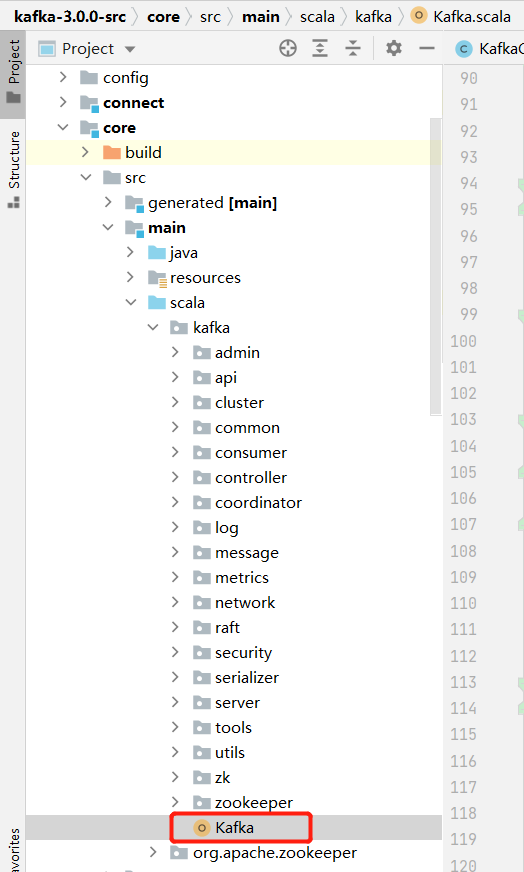 kafka-3.0.0-src core src main scala kafka Kafka.scala
Project
Structure
Project
config
connect
core
build
src
generated [main]
main
java
resources
scala
kafka
admin
api
cluster
common
consumer
controller
coordinator
log
message
metrics
network
raft
security
serializer
server
tools
utils
zk
zookeeper
Kafka
org.apache.zookeeper
90
91
92
93
94
95
96
97
98
99
100
101
102
103
104
105
106
107
108
109
110
111
112
113
114
115
116
117
118
119
120